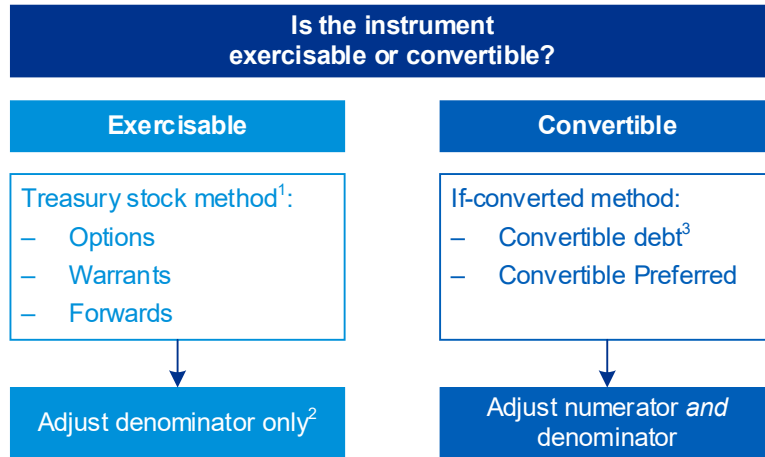 Is the instrument
exercisable or convertible?
Exercisable
Treasury stock method¹:
– Options
– Warrants
– Forwards
Adjust denominator only²
Convertible
If-converted method:
– Convertible debt³
– Convertible Preferred
Adjust numerator and
denominator